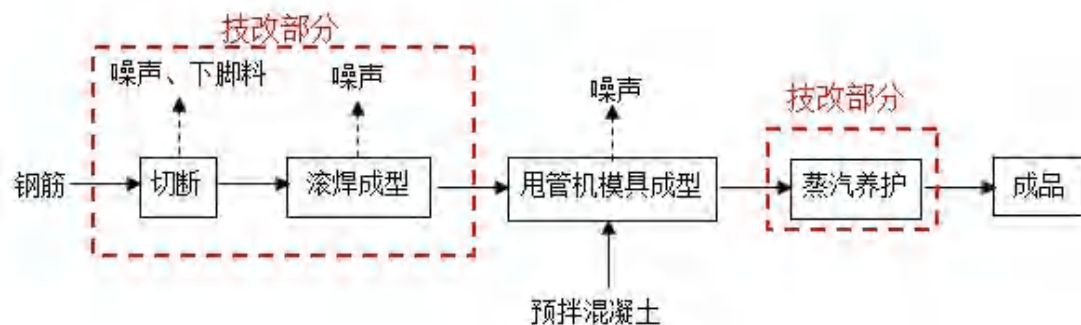 技改部分
噪声、下脚料
噪声
噪声
技改部分
钢筋
切断
滚焊成型
甩管机模具成型
蒸汽养护
成品
预拌混凝土